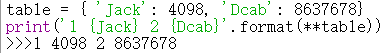 table = { 'Jack': 4098, 'Dcab': 8637678}
print('1 {Jack} 2 {Dcab}'.format(**table))
>>>1 4098 2 8637678